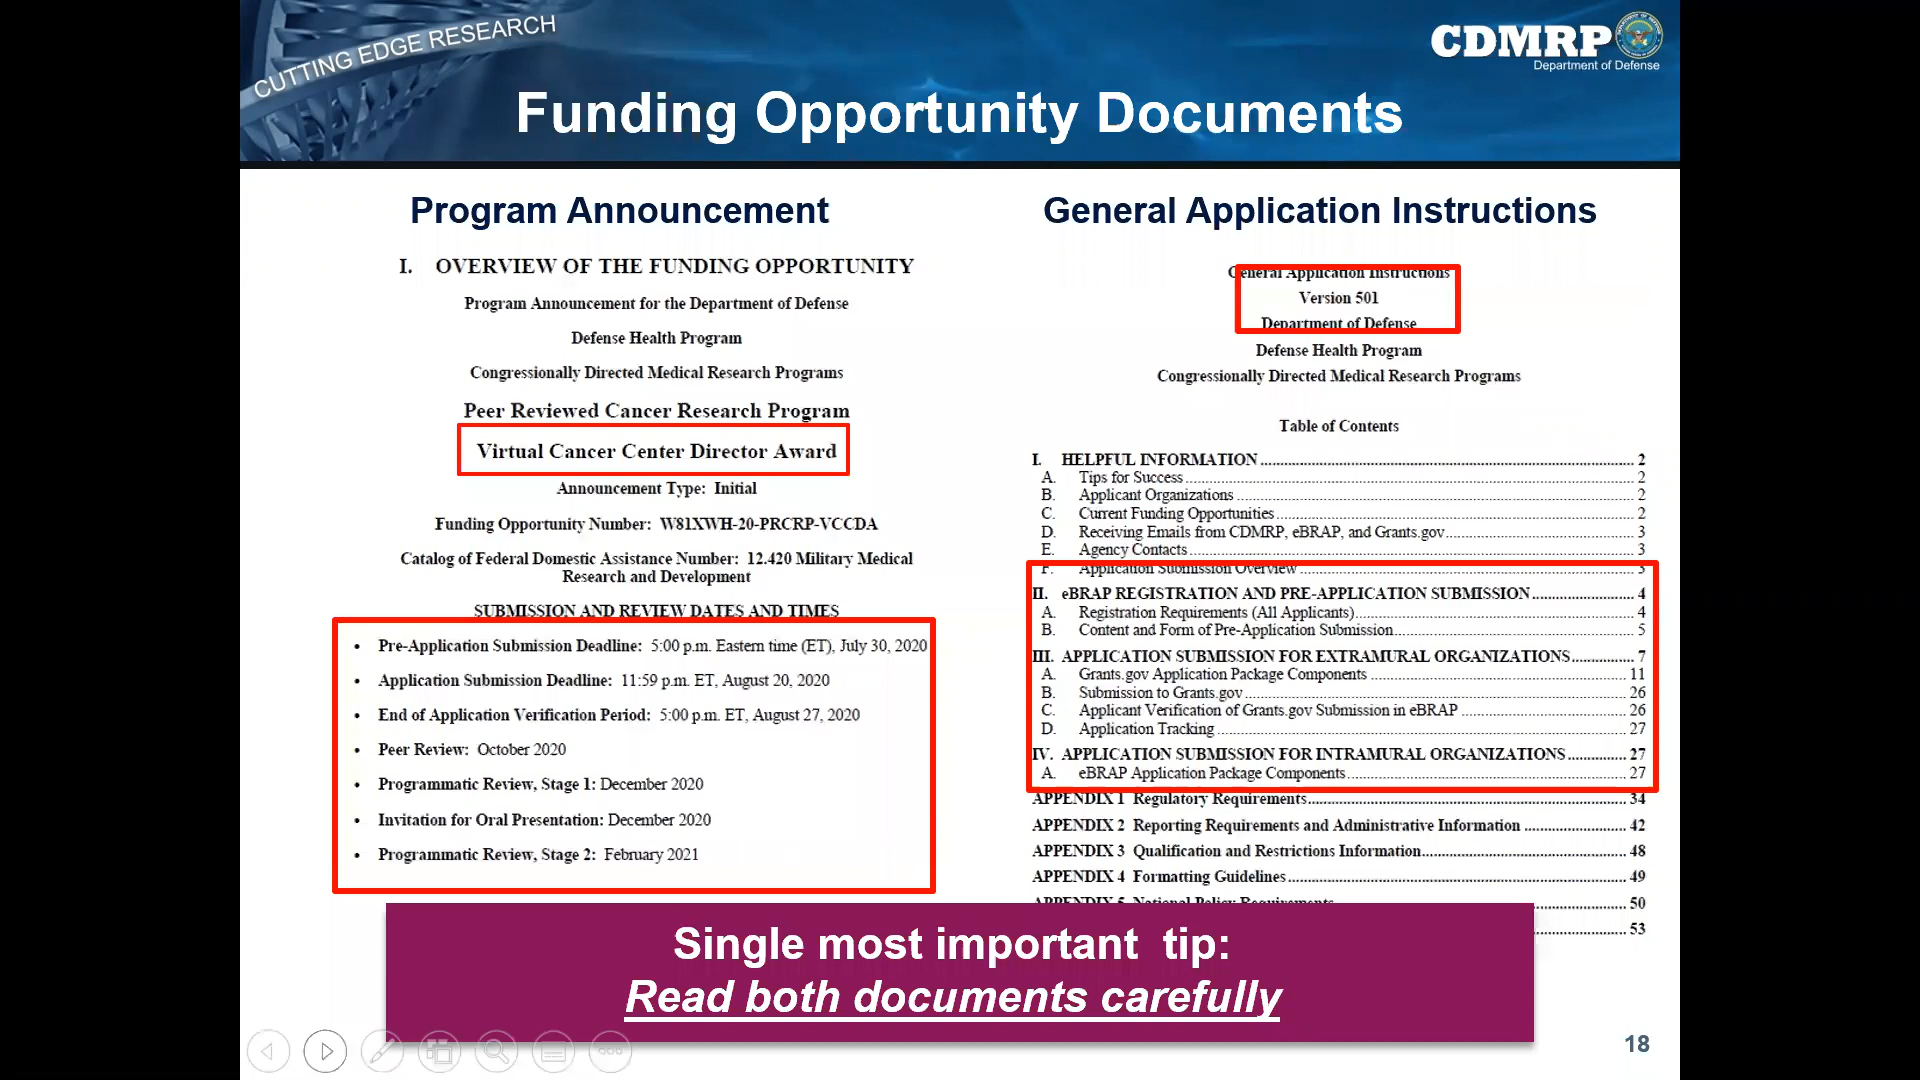 CUTTING EDGE RESEARCH
CDMRP
Department of Defense
Funding Opportunity Documents
Program Announcement
I. OVERVIEW OF THE FUNDING OPPORTUNITY
Program Announcement for the Department of Defense
Defense Health Program
Congressionally Directed Medical Research Programs
Peer Reviewed Cancer Research Program
Virtual Cancer Center Director Award
Announcement Type: Initial
Funding Opportunity Number: W81XWH-20-PRCRP-VCCDA
Catalog of Federal Domestic Assistance Number: 12.420 Military Medical
Research and Development
SUBMISSION AND REVIEW DATES AND TIMES
• Pre-Application Submission Deadline: 5:00 p.m. Eastern time (ET), July 30, 2020
• Application Submission Deadline: 11:59 p.m. ET, August 20, 2020
• End of Application Verification Period: 5:00 p.m. ET, August 27, 2020
• Peer Review: October 2020
• Programmatic Review, Stage 1: December 2020
• Invitation for Oral Presentation: December 2020
• Programmatic Review, Stage 2: February 2021
General Application Instructions
General Application Instructions
Version 501
Department of Defense
Defense Health Program
Congressionally Directed Medical Research Programs
Table of Contents
I. HELPFUL INFORMATION 2
A. Tips for Success 2
B. Applicant Organizations 2
C. Current Funding Opportunities 2
D. Receiving Emails from CDMRP, eBRAP, and Grants.gov 3
E. Agency Contacts 3
F. Application Submission Overview 3
II. eBRAP REGISTRATION AND PRE-APPLICATION SUBMISSION 4
A. Registration Requirements (All Applicants) 4
B. Content and Form of Pre-Application Submission 5
III. APPLICATION SUBMISSION FOR EXTRAMURAL ORGANIZATIONS 7
A. Grants.gov Application Package Components 11
B. Submission to Grants.gov 26
C. Applicant Verification of Grants.gov Submission in eBRAP 26
D. Application Tracking 27
IV. APPLICATION SUBMISSION FOR INTRAMURAL ORGANIZATIONS 27
A. eBRAP Application Package Components 27
APPENDIX 1 Regulatory Requirements 34
APPENDIX 2 Reporting Requirements and Administrative Information 42
APPENDIX 3 Qualification and Restrictions Information 48
APPENDIX 4 Formatting Guidelines 49
APPENDIX 5 National Policy Requirements 50
53
Single most important tip:
Read both documents carefully
18